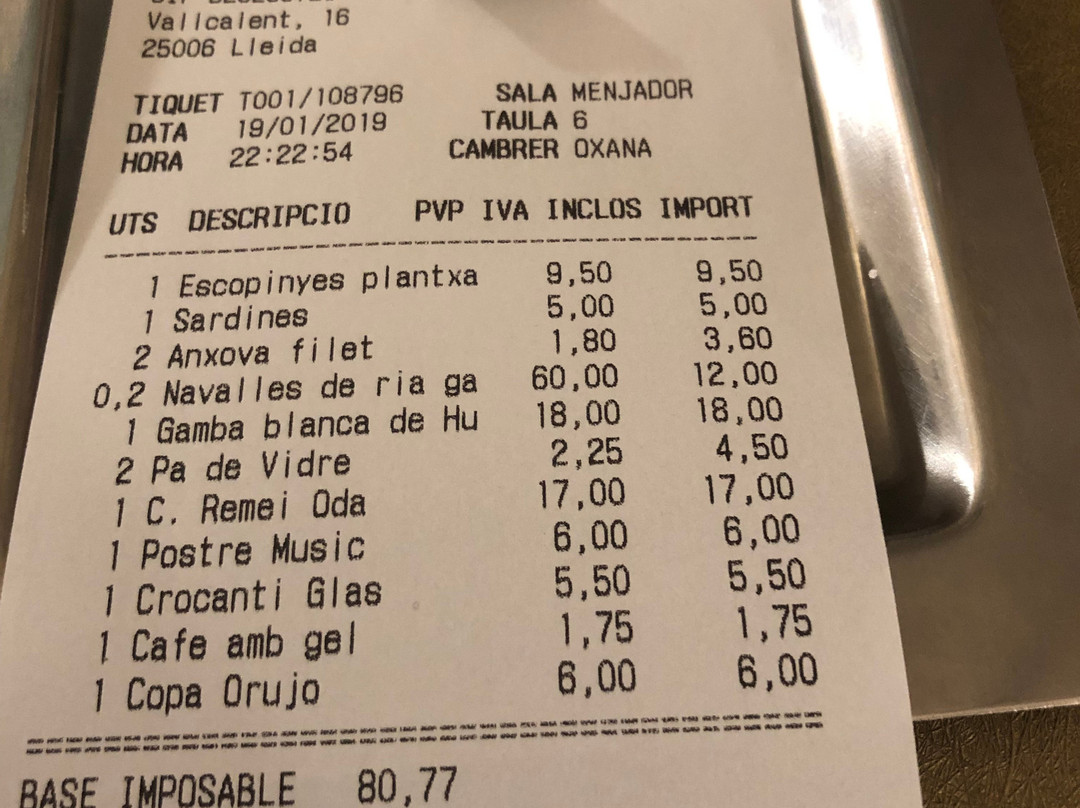 Vallcalent, 16
25006 Lleida
TIQUET T001/108796 SALA MENJADOR
DATA 19/01/2019 TAULA 6
HORA 22:22:54 CAMBRER OXANA
UTS DESCRIPCIO PVP IVA INCLOS IMPORT
1 Escopinyes plantxa 9,50 9,50
1 Sardines 5,00 5,00
2 Anxova filet 1,80 3,60
0,2 Navalles de ria ga 60,00 12,00
1 Gamba blanca de Hu 18,00 18,00
2 Pa de Vidre 2,25 4,50
1 C. Remei Oda 17,00 17,00
1 Postre Music 6,00 6,00
1 Crocanti Glas 5,50 5,50
1 Cafe amb gel 1,75 1,75
1 Copa Orujo 6,00 6,00
BASE IMPOSABLE 80,77